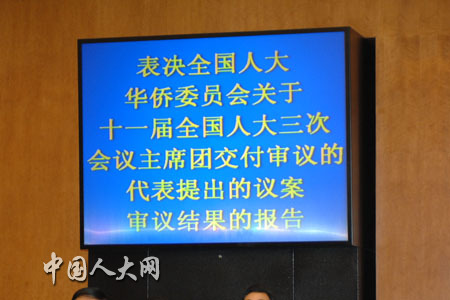 表决全国人大
华侨委员会关于
十一届全国人大三次
会议主席团交付审议的
代表提出的议案
审议结果的报告
中国人大网